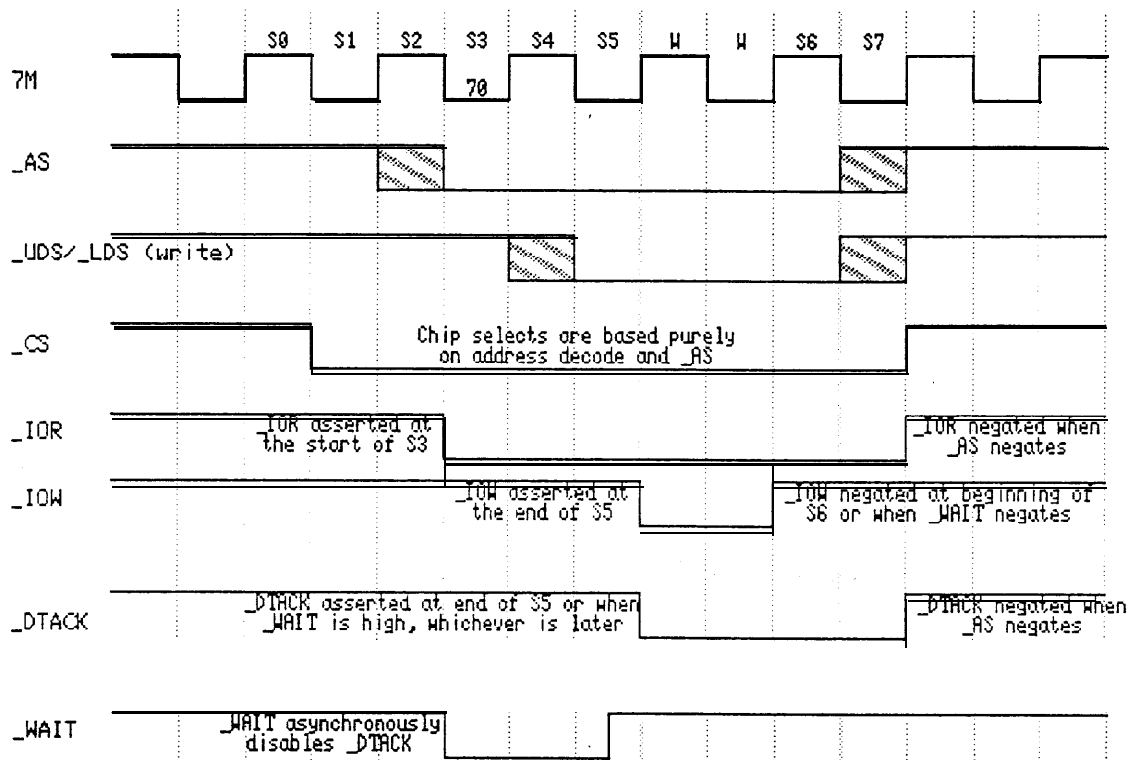 S0 S1 S2 S3 S4 S5 W W S6 S7
7M
70
_AS
_UDS/_LDS (write)
_CS
Chip selects are based purely
on address decode and _AS
_IOR
_IOR asserted at
the start of S3
_IOR negated when
_AS negates
_IOW
_IOW asserted at
the end of S5
_IOW negated at beginning of
S6 or when _WAIT negates
_DTACK
_DTACK asserted at end of S5 or when
_WAIT is high, whichever is later
_DTACK negated when
_AS negates
_WAIT
_WAIT asynchronously
disables _DTACK